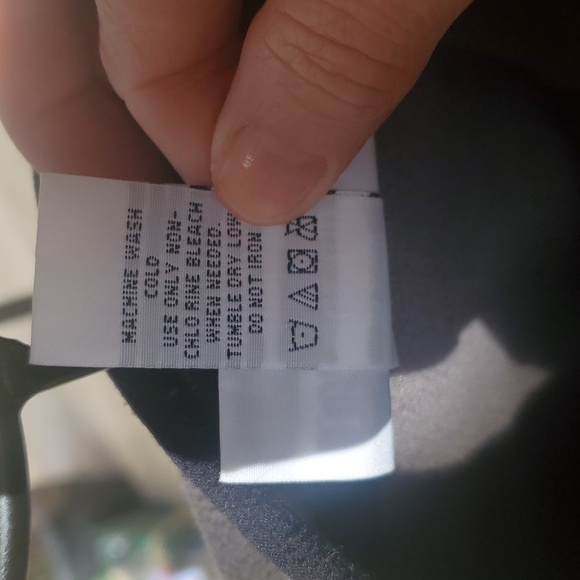 MACHINE WASH
COLD
USE ONLY NON-
CHLORINE BLEACH
WHEN NEEDED.
TUMBLE DRY LOW
DO NOT IRON